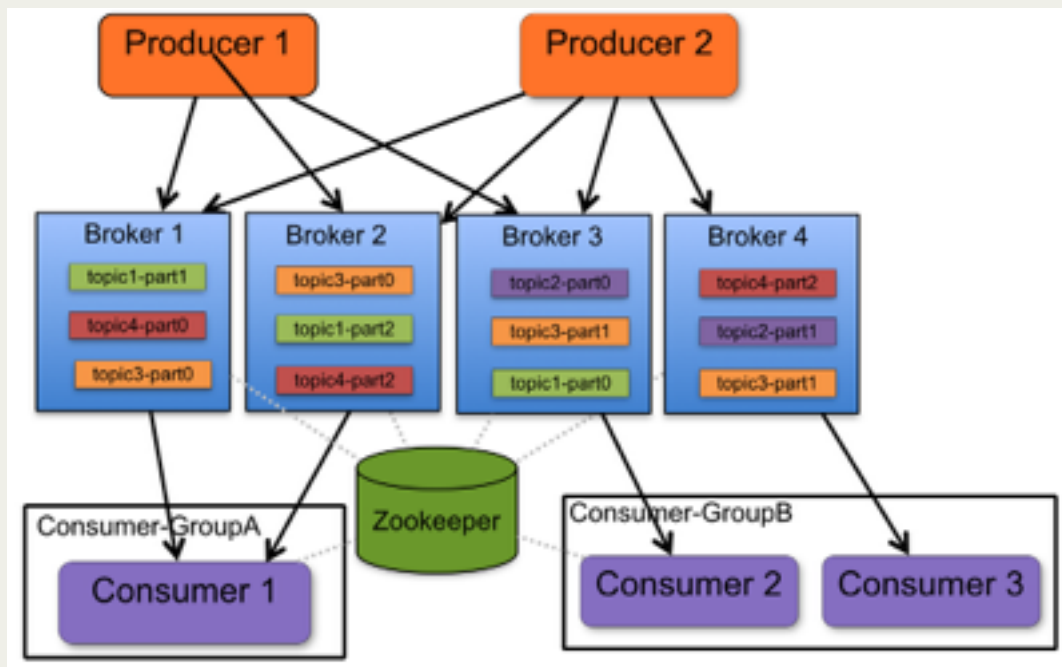 Producer 1
Producer 2
Broker 1
topic1-part1
topic4-part0
topic3-part0
Broker 2
topic3-part0
topic1-part2
topic4-part2
Broker 3
topic2-part0
topic3-part1
topic1-part0
Broker 4
topic4-part2
topic2-part1
topic3-part1
Zookeeper
Consumer-GroupA
Consumer 1
Consumer-GroupB
Consumer 2
Consumer 3